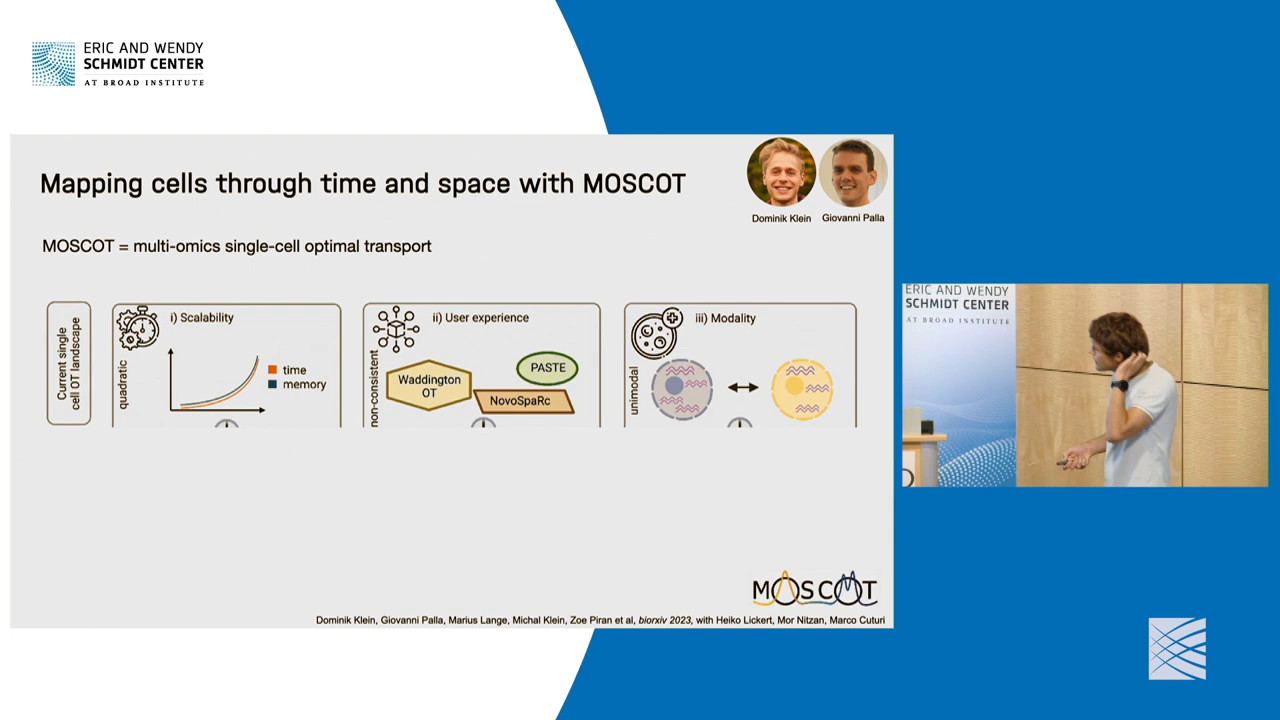 ERIC AND WENDY
SCHMIDT CENTER
AT BROAD INSTITUTE
Mapping cells through time and space with MOSCOT
Dominik Klein
Giovanni Palla
MOSCOT = multi-omics single-cell optimal transport
Current single
cell OT landscape
i) Scalability
quadratic
time
memory
ii) User experience
non-consistent
Waddington
OT
PASTE
NovoSpaRc
iii) Modality
unimodal
MOSCOT
Dominik Klein, Giovanni Palla, Marius Lange, Michal Klein, Zoe Piran et al, biorxiv 2023, with Heiko Lickert, Mor Nitzan, Marco Cuturi
ERIC AND WENDY
SCHMIDT CENTER
AT BROAD INSTITUTE